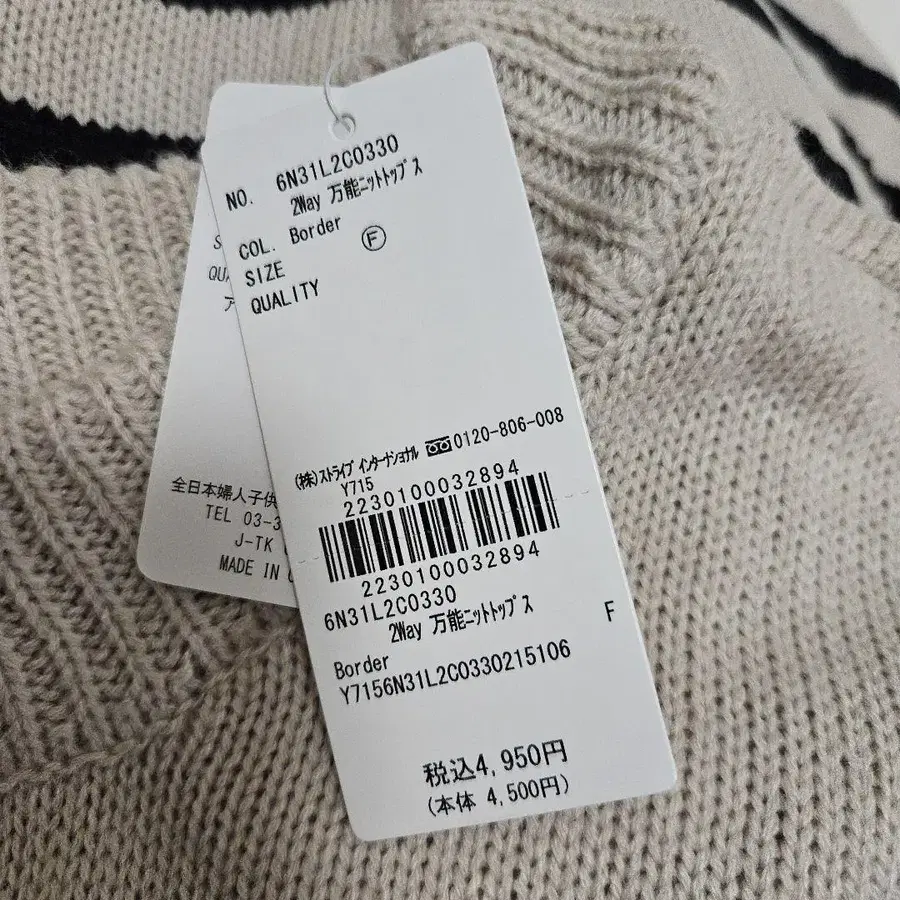 NO. 6N31L2C0330
2Way 万能ニットトップス
COL. Border
SIZE Ⓕ
QUALITY
(株)ストライプ インターナショナル 0120-806-008
Y715
2230100032894
2230100032894
6N31L2C0330
2Way 万能ニットトップス F
Border
Y7156N31L2C0330215106
税込4,950円
(本体 4,500円)
全日本婦人子供
TEL 03-3
J-TK
MADE IN